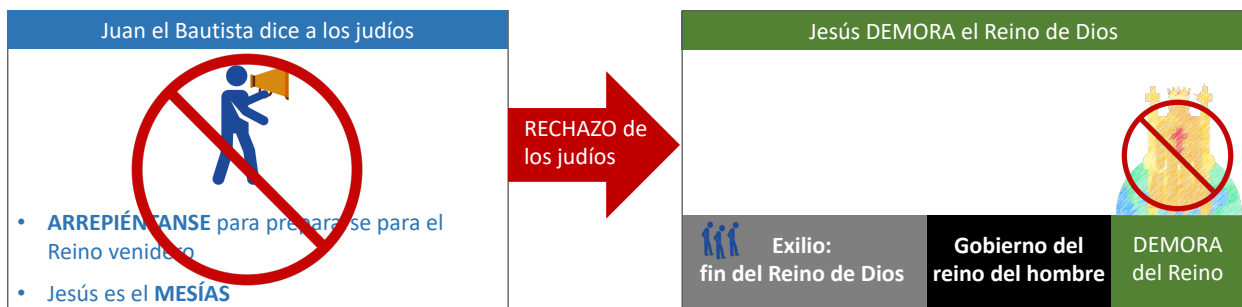 Juan el Bautista dice a los judíos
• ARREPIÉNTANSE para prepararse para el
Reino venidero
• Jesús es el MESÍAS
RECHAZO de
los judíos
Jesús DEMORA el Reino de Dios
Exilio:
fin del Reino de Dios
Gobierno del
reino del hombre
DEMORA
del Reino